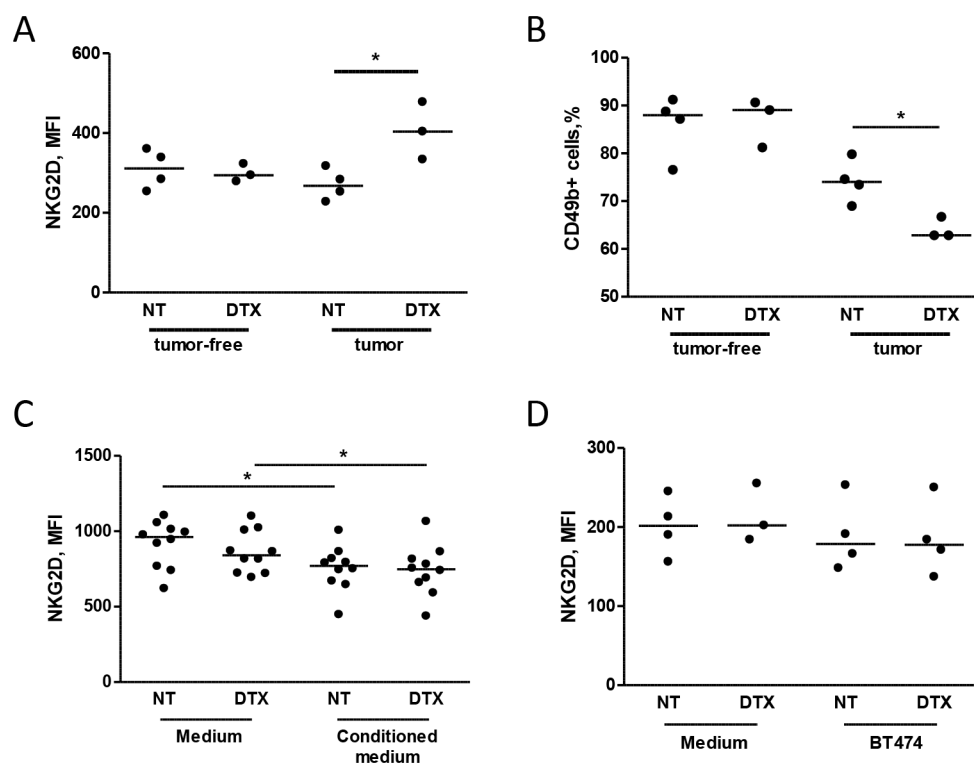 A
NKG2D, MFI
600
400
200
0
*
NT DTX NT DTX
tumor-free tumor
B
CD49b+ cells,%
100
90
80
70
60
50
*
NT DTX NT DTX
tumor-free tumor
C
NKG2D, MFI
1500
1000
500
0
*
*
NT DTX NT DTX
Medium Conditioned
medium
D
NKG2D, MFI
300
200
100
0
NT DTX NT DTX
Medium BT474